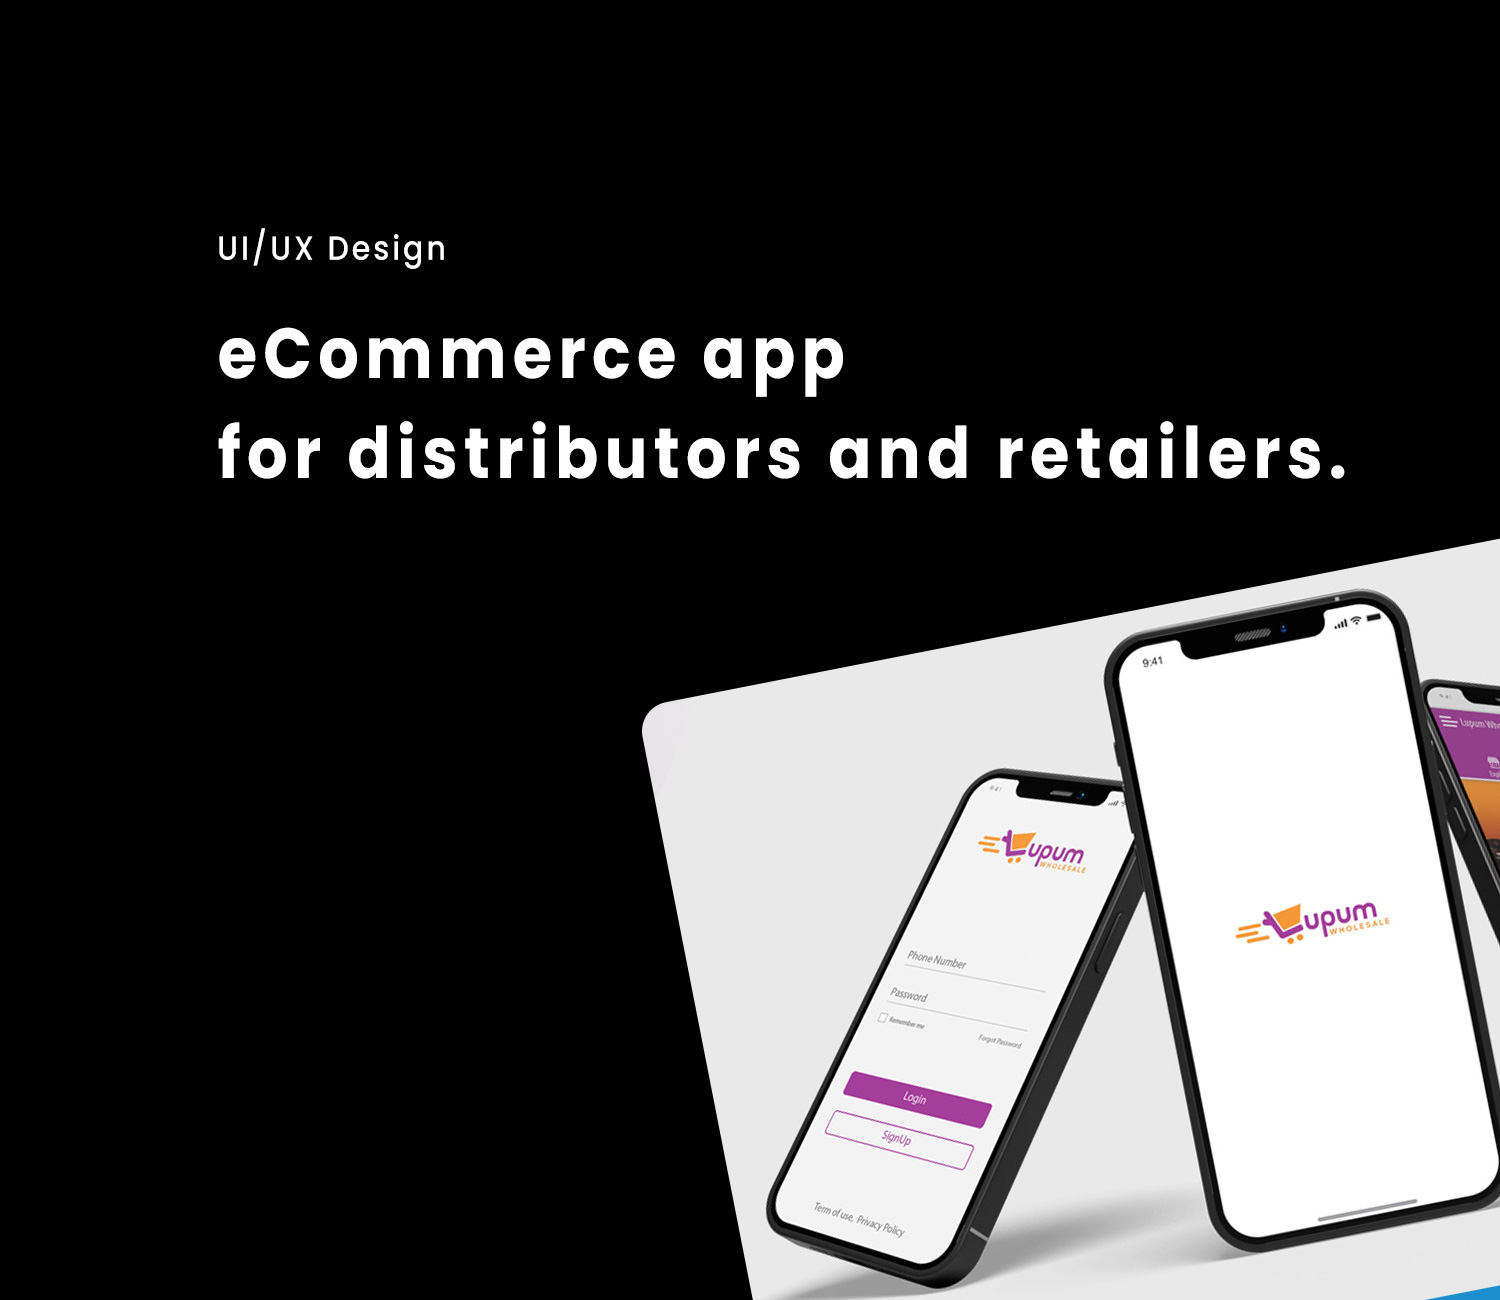 UI/UX Design
eCommerce app
for distributors and retailers.
9:41
Lupum
WHOLESALE
Phone Number
Password
Remember me
Forgot Password
Login
SignUp
Term of use, Privacy Policy
9:41
Lupum
WHOLESALE
Lupum